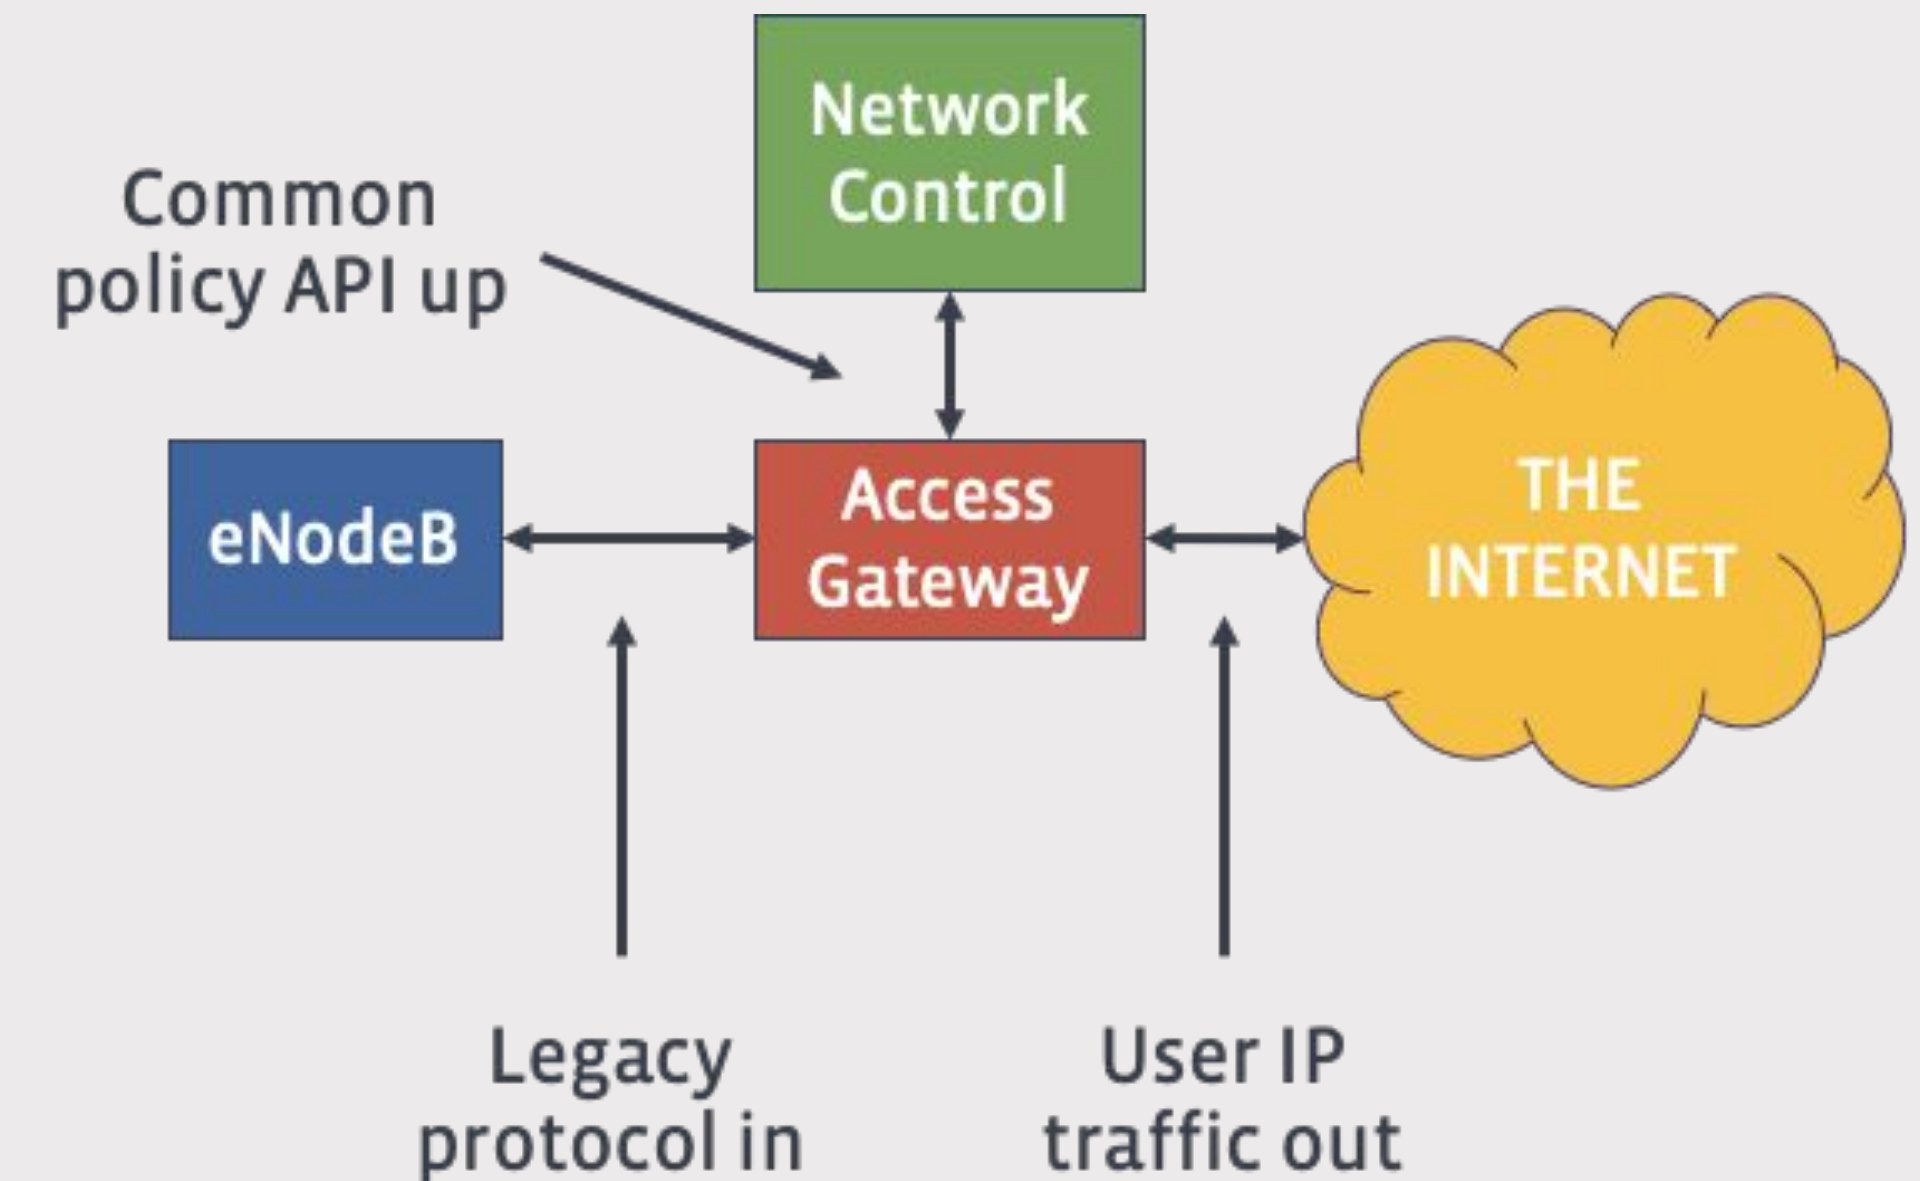 Network
Control
Common
policy API up
eNodeB
Access
Gateway
THE
INTERNET
Legacy
protocol in
User IP
traffic out